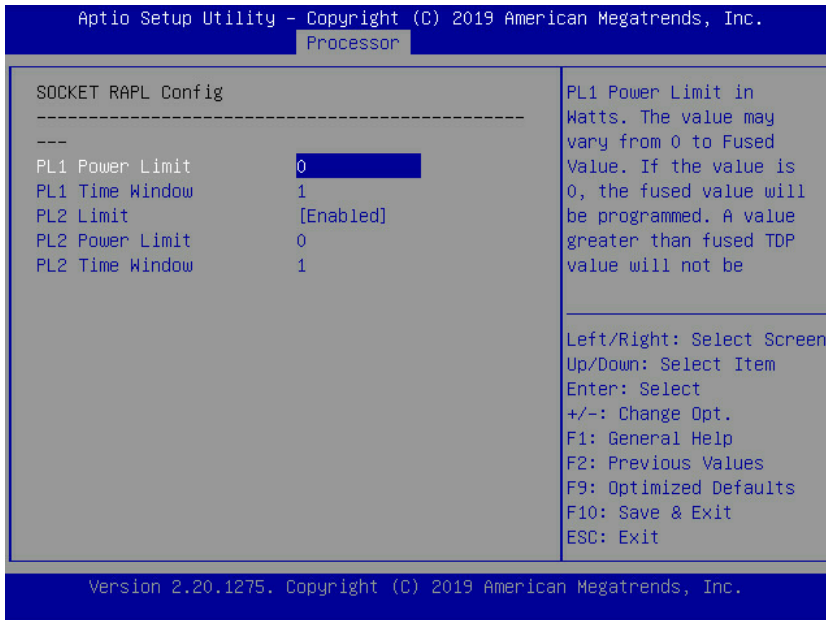 Aptio Setup Utility – Copyright (C) 2019 American Megatrends, Inc.
Processor
SOCKET RAPL Config
-----------------------------------------------
---
PL1 Power Limit 0
PL1 Time Window 1
PL2 Limit [Enabled]
PL2 Power Limit 0
PL2 Time Window 1
PL1 Power Limit in
Watts. The value may
vary from 0 to Fused
Value. If the value is
0, the fused value will
be programmed. A value
greater than fused TDP
value will not be
Left/Right: Select Screen
Up/Down: Select Item
Enter: Select
+/-: Change Opt.
F1: General Help
F2: Previous Values
F9: Optimized Defaults
F10: Save & Exit
ESC: Exit
Version 2.20.1275. Copyright (C) 2019 American Megatrends, Inc.